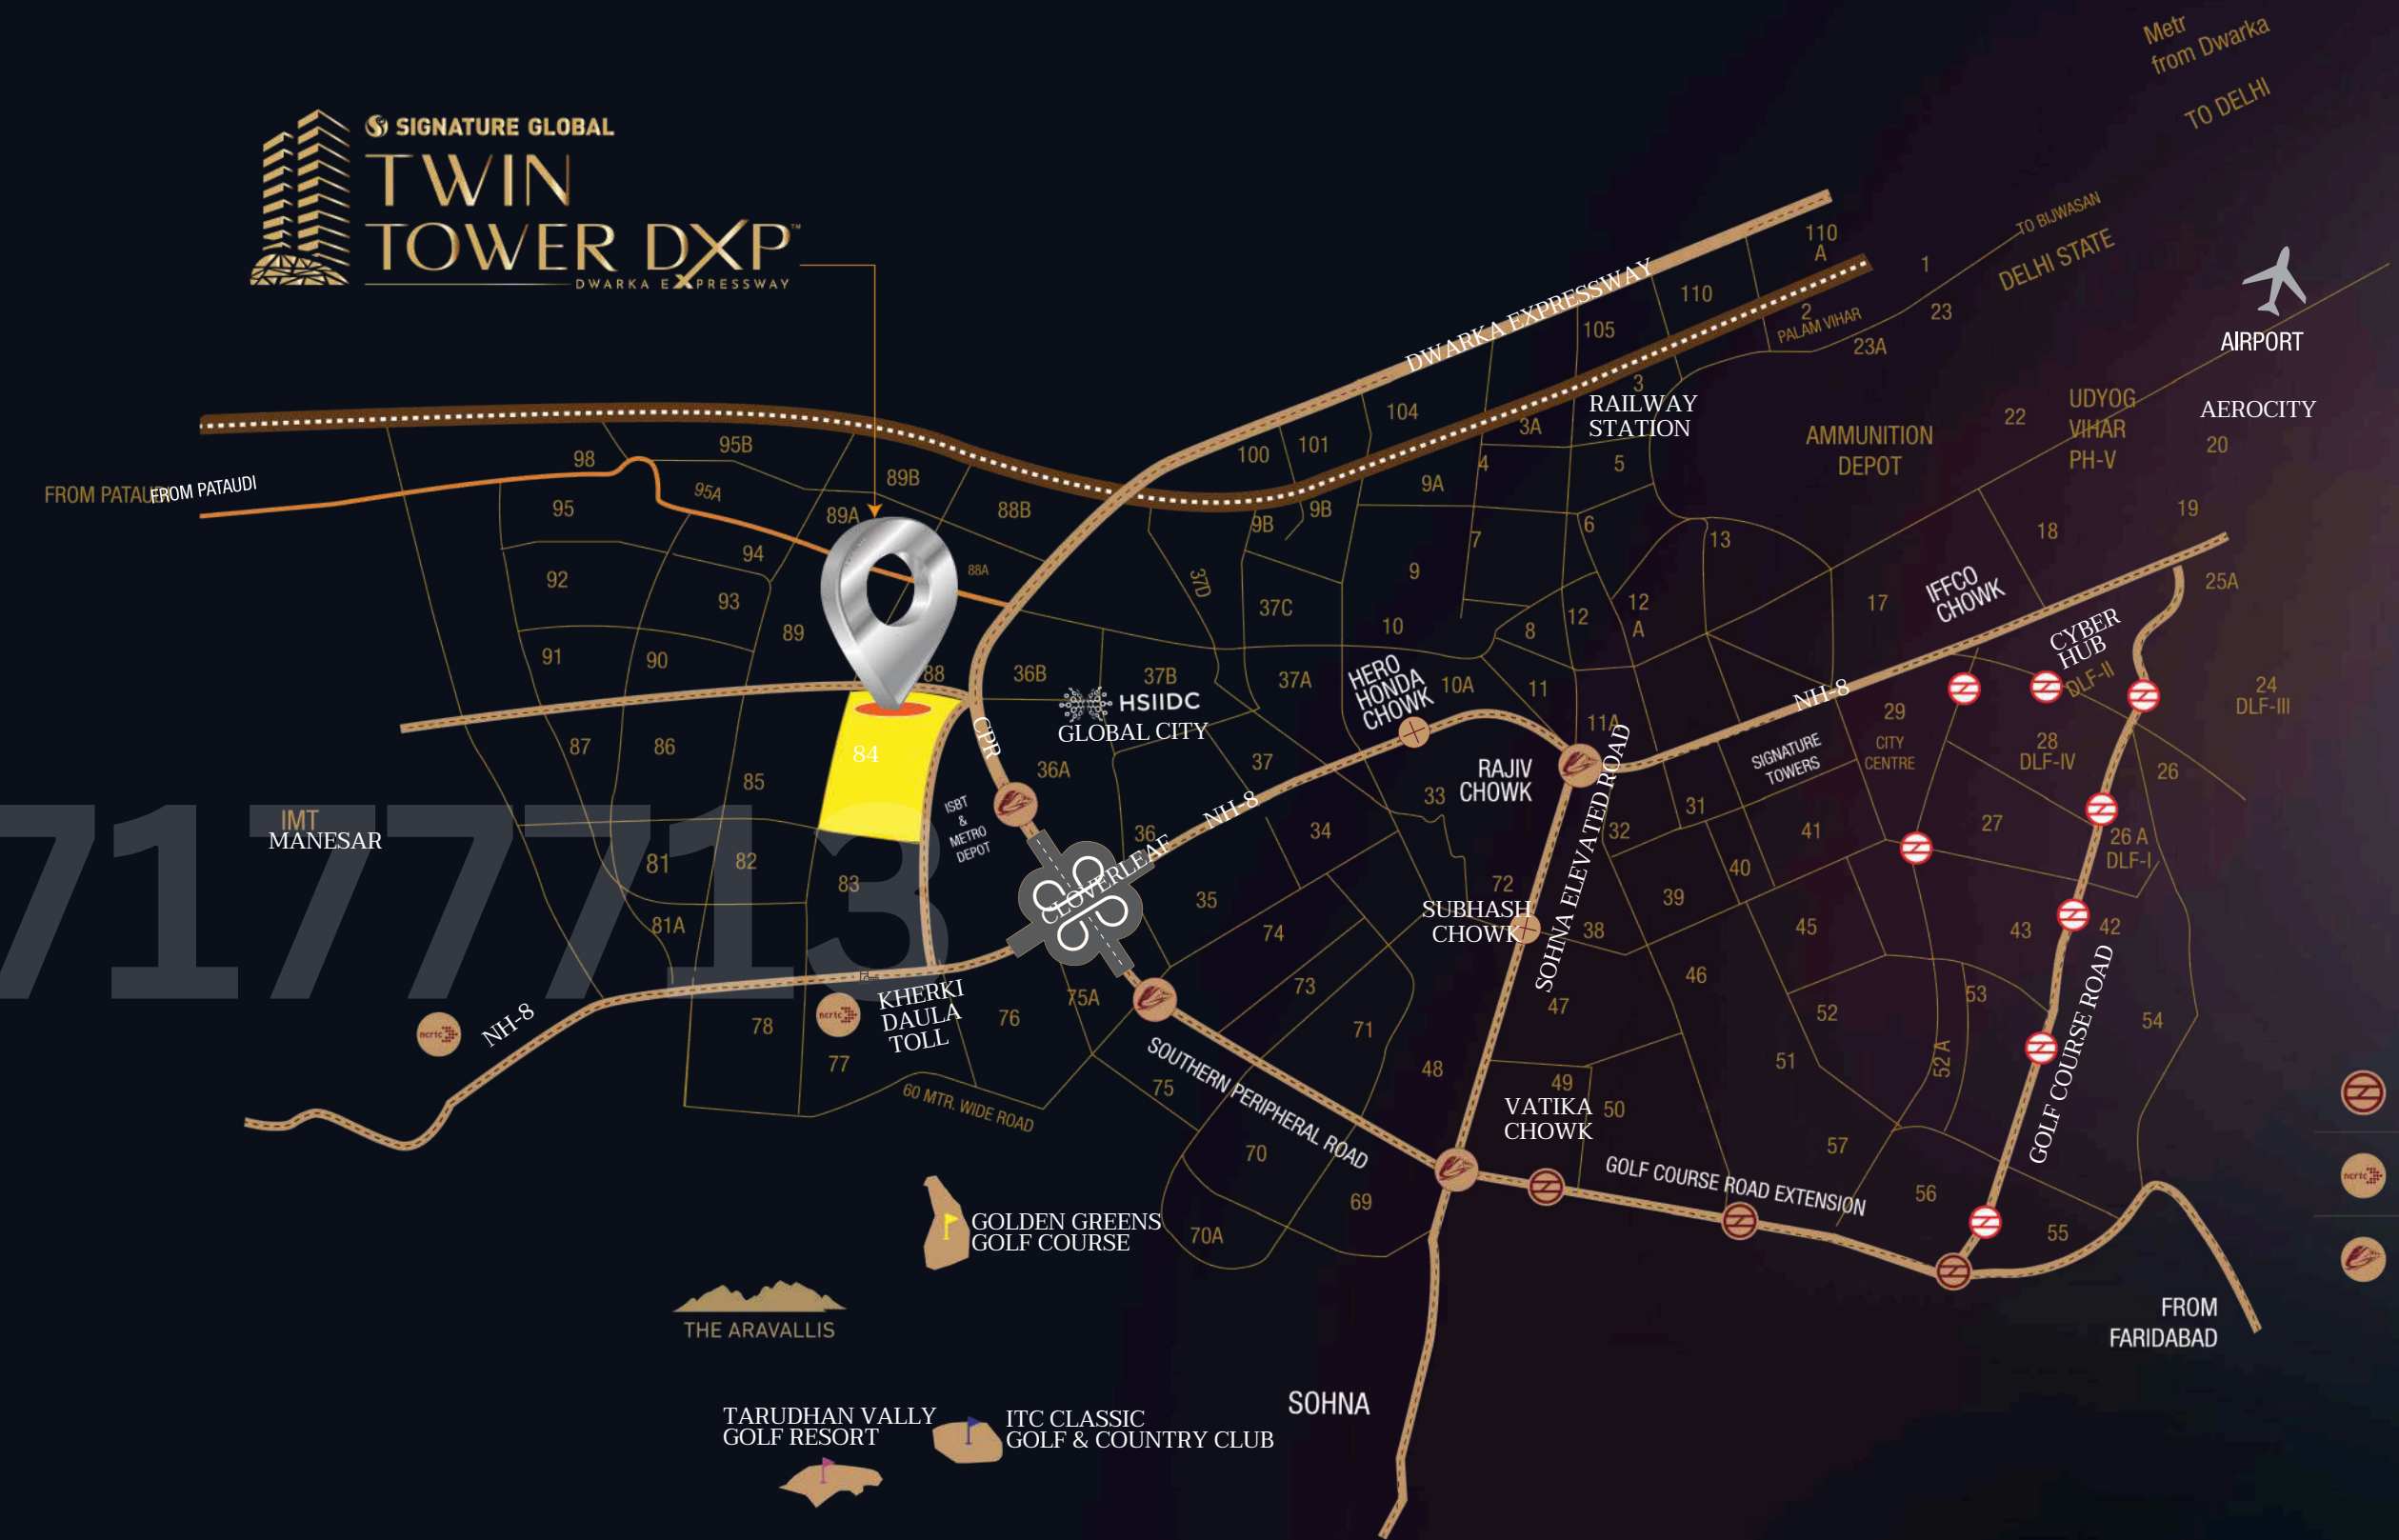 Metr
from Dwarka
TO DELHI
SIGNATURE GLOBAL
TWIN
TOWER DXP™
DWARKA EXPRESSWAY
110
A
1
TO BIJWASAN
DELHI STATE
110
2
PALAM VIHAR
23
23A
AIRPORT
DWARKA EXPRESSWAY
105
3
RAILWAY
STATION
104
3A
AMMUNITION
DEPOT
22
UDYOG
VIHAR
PH-V
AEROCITY
20
98
95B
89B
100
101
4
5
9A
FROM PATAUDI
FROM PATAUDI
95
95A
89A
88B
9B
9B
6
7
13
18
19
94
92
93
88A
37D
37C
9
10
8
12
12
A
17
IFFCO
CHOWK
25A
CYBER
HUB
DLF-II
89
91
90
88
36B
37B
37A
HERO
HONDA
CHOWK
10A
11
11A
NH-8
24
DLF-III
HSIIDC
GLOBAL CITY
CPR
29
CITY
CENTRE
28
DLF-IV
26
SIGNATURE
TOWERS
87
86
84
85
36A
37
RAJIV
CHOWK
33
31
32
IMT
MANESAR
7177713
ISBT
&
METRO
DEPOT
36
NH-8
34
41
27
26 A
DLF-I
81
82
83
CLOVERLEAF
35
72
SUBHASH
CHOWK
SOHNA ELEVATED ROAD
38
39
40
45
43
42
81A
74
73
46
47
GOLF COURSE ROAD
NH-8
ncrtc
ncrtc
KHERKI
DAULA
TOLL
78
77
76
75A
75
71
48
52
53
52 A
51
54
60 MTR. WIDE ROAD
SOUTHERN PERIPHERAL ROAD
49
50
VATIKA
CHOWK
57
70
69
70A
GOLF COURSE ROAD EXTENSION
56
55
ncrtc
GOLDEN GREENS
GOLF COURSE
THE ARAVALLIS
FROM
FARIDABAD
SOHNA
TARUDHAN VALLY
GOLF RESORT
ITC CLASSIC
GOLF & COUNTRY CLUB